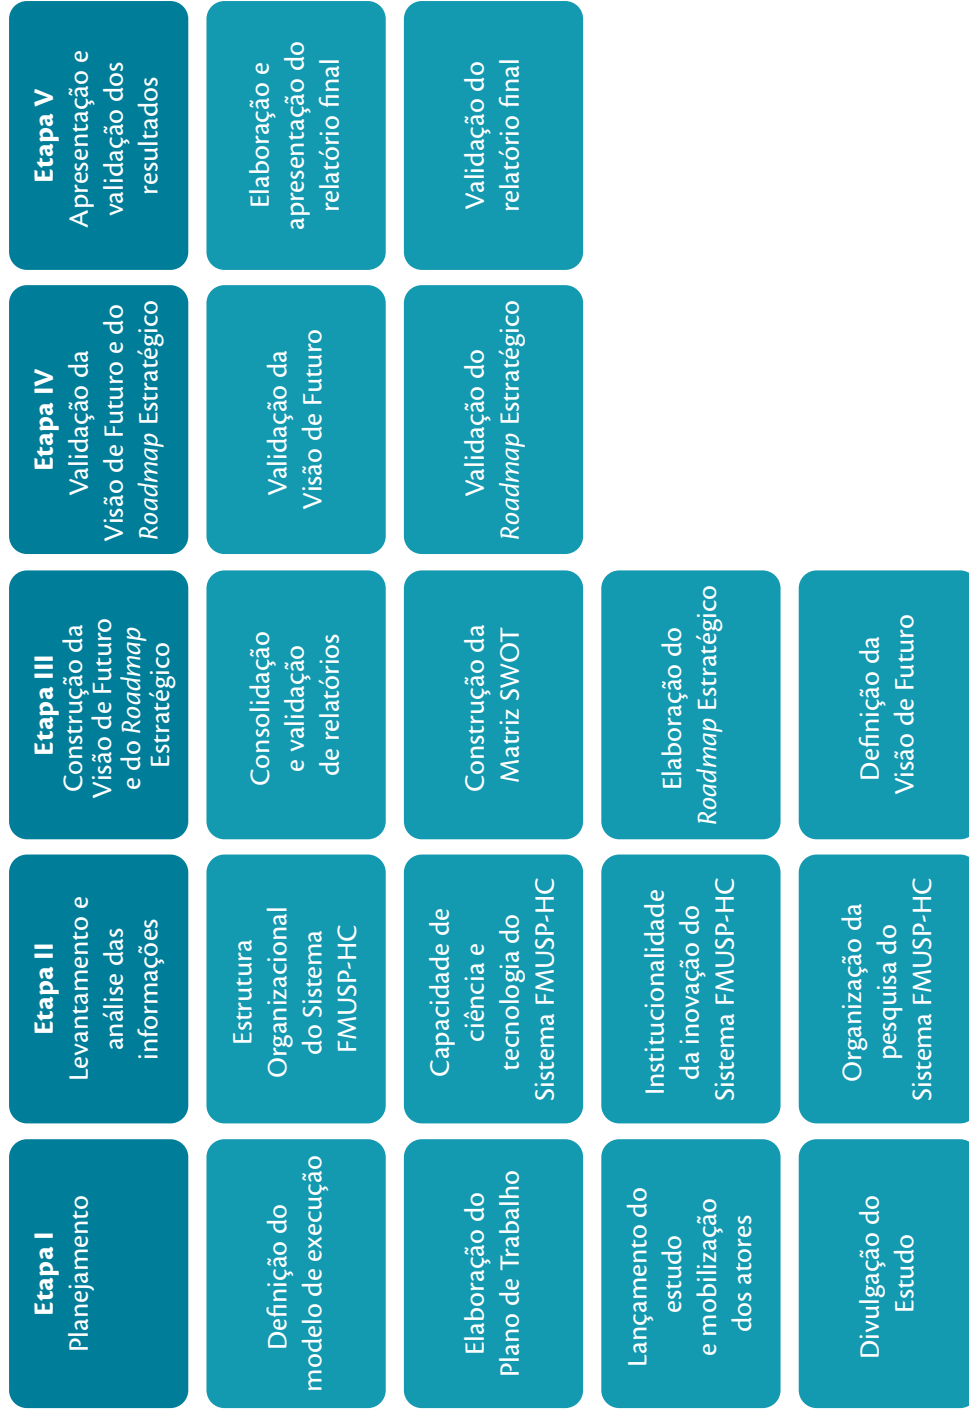 Etapa I
Planejamento
Definição do
modelo de execução
Elaboração do
Plano de Trabalho
Lançamento do
estudo
e mobilização
dos atores
Divulgação do
Estudo
Etapa II
Levantamento e
análise das
informações
Estrutura
Organizacional
do Sistema
FMUSP-HC
Capacidade de
ciência e
tecnologia do
Sistema FMUSP-HC
Institucionalidade
da inovação do
Sistema FMUSP-HC
Organização da
pesquisa do
Sistema FMUSP-HC
Etapa III
Construção da
Visão de Futuro
e do Roadmap
Estratégico
Consolidação
e validação
de relatórios
Construção da
Matriz SWOT
Elaboração do
Roadmap Estratégico
Definição da
Visão de Futuro
Etapa IV
Validação da
Visão de Futuro e do
Roadmap Estratégico
Validação da
Visão de Futuro
Validação do
Roadmap Estratégico
Etapa V
Apresentação e
validação dos
resultados
Elaboração e
apresentação do
relatório final
Validação do
relatório final